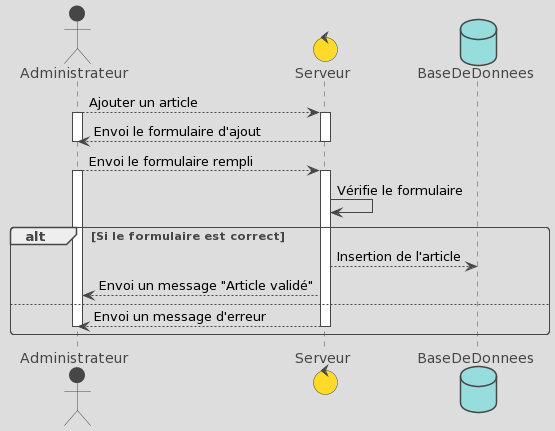 Administrateur
Serveur
BaseDeDonnees
Ajouter un article
Envoi le formulaire d'ajout
Envoi le formulaire rempli
Vérifie le formulaire
alt [Si le formulaire est correct]
Insertion de l'article
Envoi un message "Article validé"
Envoi un message d'erreur
Administrateur
Serveur
BaseDeDonnees